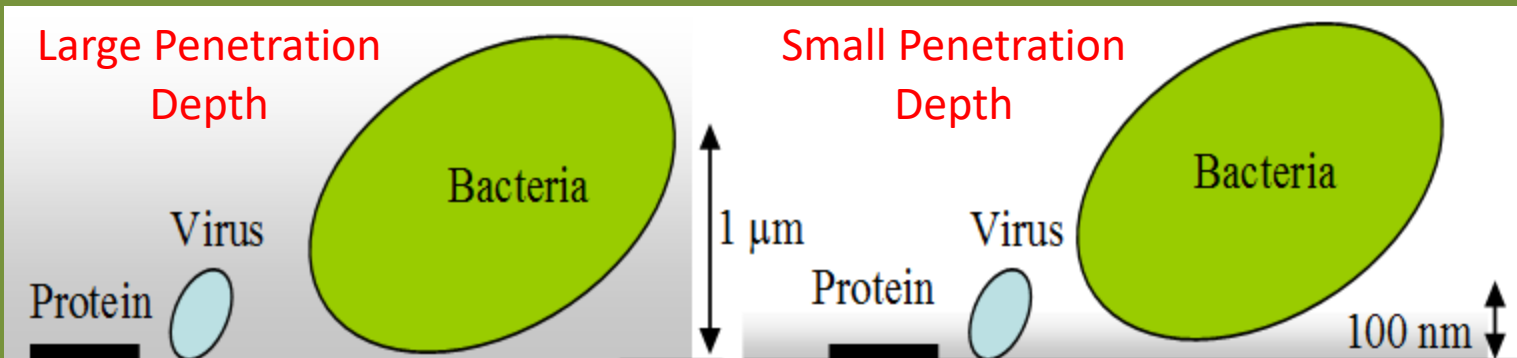 Large Penetration
Depth
Bacteria
Virus
Protein
1 μm
Small Penetration
Depth
Bacteria
Virus
Protein
100 nm